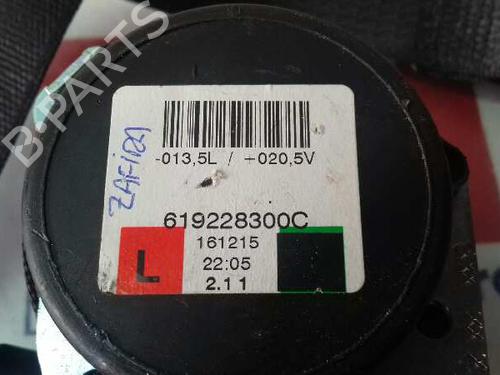 -013,5L / +020,5V
ZAFIRA
619228300C
161215
L
22:05
2.11
B-PARTS